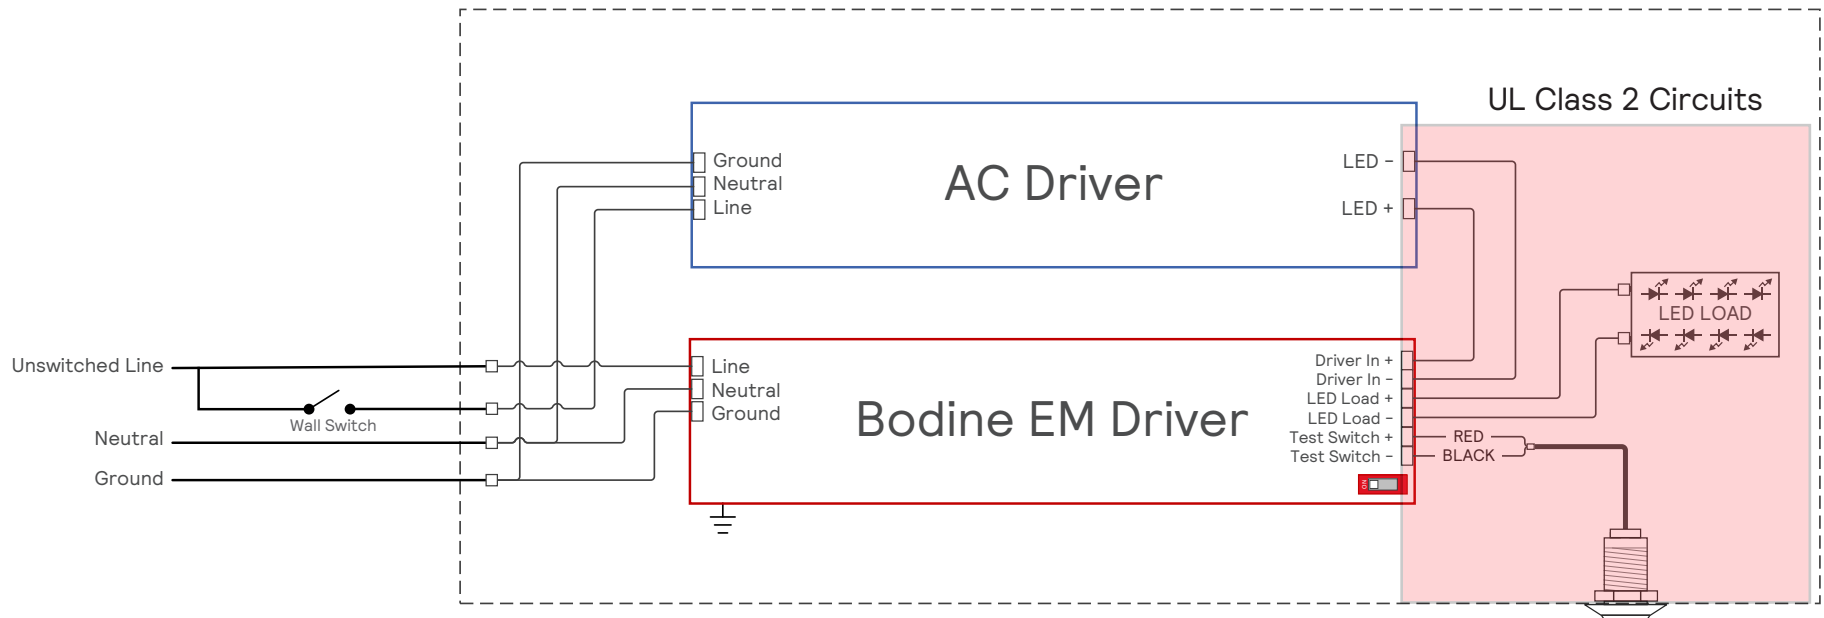 UL Class 2 Circuits
Ground
Neutral
Line
AC Driver
LED -
LED +
LED LOAD
Unswitched Line
Wall Switch
Neutral
Ground
Line
Neutral
Ground
Bodine EM Driver
Driver In +
Driver In -
LED Load +
LED Load -
Test Switch +
Test Switch -
RED
BLACK
ON